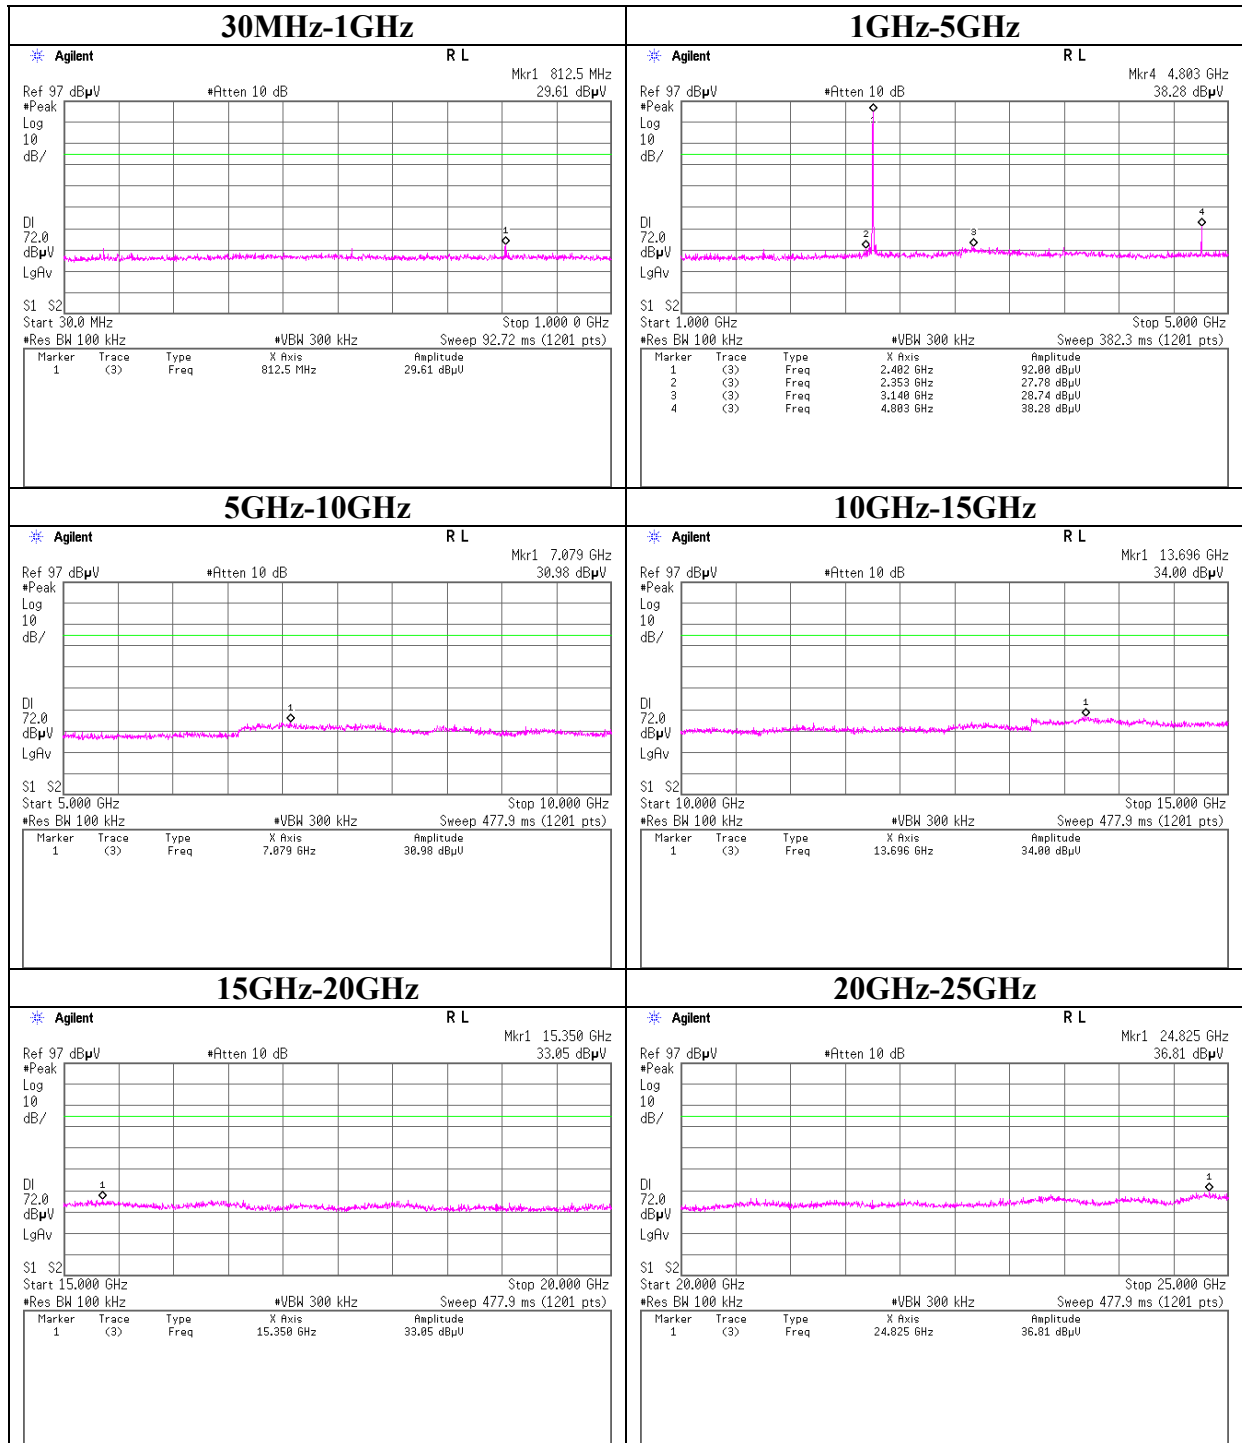 30MHz-1GHz
Agilent
R L
Mkr1 812.5 MHz
Ref 97 dBµV #Atten 10 dB 29.61 dBµV
#Peak
Log
10
dB/
1
DI
72.0
dBµV
LgAv
S1 S2
Start 30.0 MHz Stop 1.000 0 GHz
#Res BW 100 kHz #VBW 300 kHz Sweep 92.72 ms (1201 pts)
Marker Trace Type X Axis Amplitude
1 (3) Freq 812.5 MHz 29.61 dBµV
1GHz-5GHz
Agilent
R L
Mkr4 4.803 GHz
Ref 97 dBµV #Atten 10 dB 38.28 dBµV
#Peak
Log
10
dB/
1
4
2
3
DI
72.0
dBµV
LgAv
S1 S2
Start 1.000 GHz Stop 5.000 GHz
#Res BW 100 kHz #VBW 300 kHz Sweep 382.3 ms (1201 pts)
Marker Trace Type X Axis Amplitude
1 (3) Freq 2.402 GHz 92.00 dBµV
2 (3) Freq 2.353 GHz 27.78 dBµV
3 (3) Freq 3.140 GHz 28.74 dBµV
4 (3) Freq 4.803 GHz 38.28 dBµV
5GHz-10GHz
Agilent
R L
Mkr1 7.079 GHz
Ref 97 dBµV #Atten 10 dB 30.98 dBµV
#Peak
Log
10
dB/
1
DI
72.0
dBµV
LgAv
S1 S2
Start 5.000 GHz Stop 10.000 GHz
#Res BW 100 kHz #VBW 300 kHz Sweep 477.9 ms (1201 pts)
Marker Trace Type X Axis Amplitude
1 (3) Freq 7.079 GHz 30.98 dBµV
10GHz-15GHz
Agilent
R L
Mkr1 13.696 GHz
Ref 97 dBµV #Atten 10 dB 34.00 dBµV
#Peak
Log
10
dB/
1
DI
72.0
dBµV
LgAv
S1 S2
Start 10.000 GHz Stop 15.000 GHz
#Res BW 100 kHz #VBW 300 kHz Sweep 477.9 ms (1201 pts)
Marker Trace Type X Axis Amplitude
1 (3) Freq 13.696 GHz 34.00 dBµV
15GHz-20GHz
Agilent
R L
Mkr1 15.350 GHz
Ref 97 dBµV #Atten 10 dB 33.05 dBµV
#Peak
Log
10
dB/
1
DI
72.0
dBµV
LgAv
S1 S2
Start 15.000 GHz Stop 20.000 GHz
#Res BW 100 kHz #VBW 300 kHz Sweep 477.9 ms (1201 pts)
Marker Trace Type X Axis Amplitude
1 (3) Freq 15.350 GHz 33.05 dBµV
20GHz-25GHz
Agilent
R L
Mkr1 24.825 GHz
Ref 97 dBµV #Atten 10 dB 36.81 dBµV
#Peak
Log
10
dB/
1
DI
72.0
dBµV
LgAv
S1 S2
Start 20.000 GHz Stop 25.000 GHz
#Res BW 100 kHz #VBW 300 kHz Sweep 477.9 ms (1201 pts)
Marker Trace Type X Axis Amplitude
1 (3) Freq 24.825 GHz 36.81 dBµV